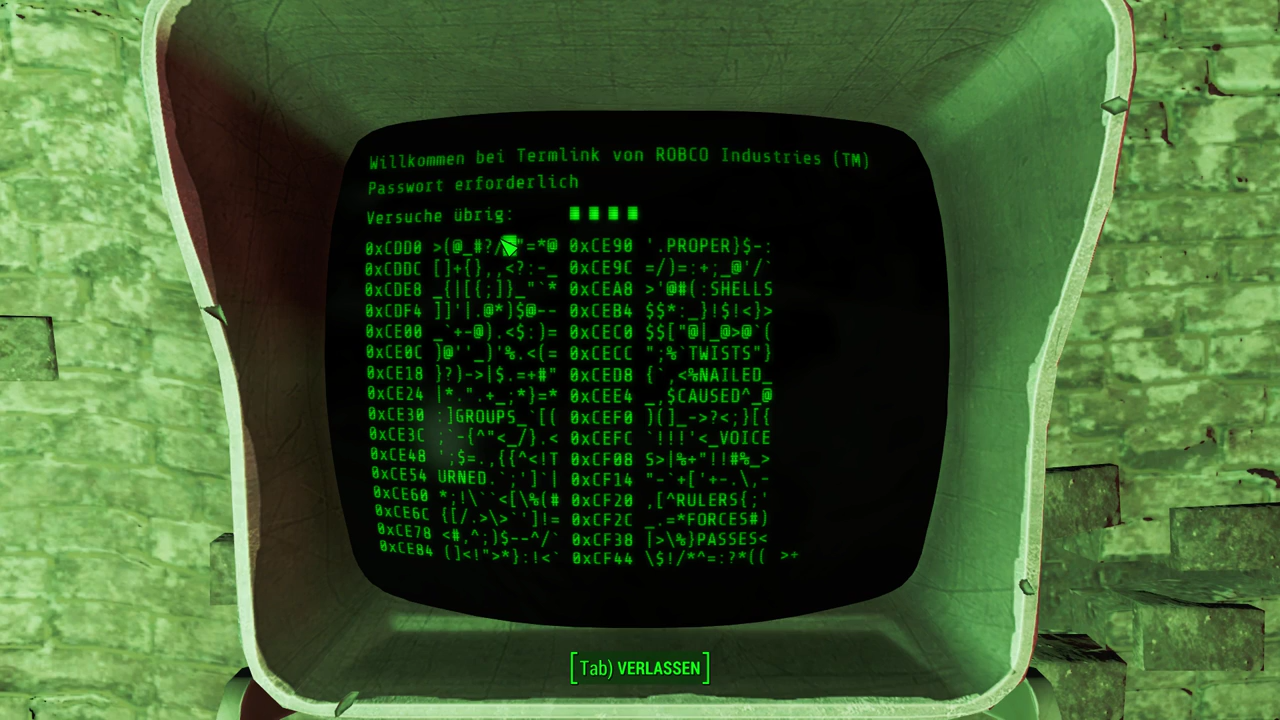 Willkommen bei Termlink von ROBCO Industries (TM)
Passwort erforderlich
Versuche übrig:
0xCDD0 >(@_#?/ "=*@ 0xCE90 '.PROPER}$-:
0xCDDC []+{},,<?:-_ 0xCE9C =/)=:+;_@'/`
0xCDE8 _{|[{;]}_"`* 0xCEA8 >'@#(:SHELLS
0xCDF4 ]]'|.@*)$@-- 0xCEB4 $$*:_}!$!<}>
0xCE00 _`+-@).<$:)= 0xCEC0 $$["@|_@>@`(
0xCE0C )@''_)'%.<(= 0xCECC ";%`TWISTS"}
0xCE18 }?)->|$.=+#" 0xCED8 {`,<%NAILED_
0xCE24 |*.".+_;*}=* 0xCEE4 _,$CAUSED^_@
0xCE30 :]GROUPS_`[( 0xCEF0 )(]_->?<;}[{
0xCE3C ;`-{^"<_/}.< 0xCEFC `!!!'<_VOICE
0xCE48 ';$=.,{{^<!T 0xCF08 S>|%+"!!#%_>
0xCE54 URNED.`;']`| 0xCF14 "-`+['+-.\,-
0xCE60 *;!\``<[\%(# 0xCF20 ,[^RULERS{;'
0xCE6C {[/.>\>`']!= 0xCF2C _.=*FORCES#)
0xCE78 <#,^;)$--^/` 0xCF38 [>\%}PASSES<
0xCE84 (]<!">*}:!<` 0xCF44 \$!/*^=:?*(( >+
[Tab) VERLASSEN]